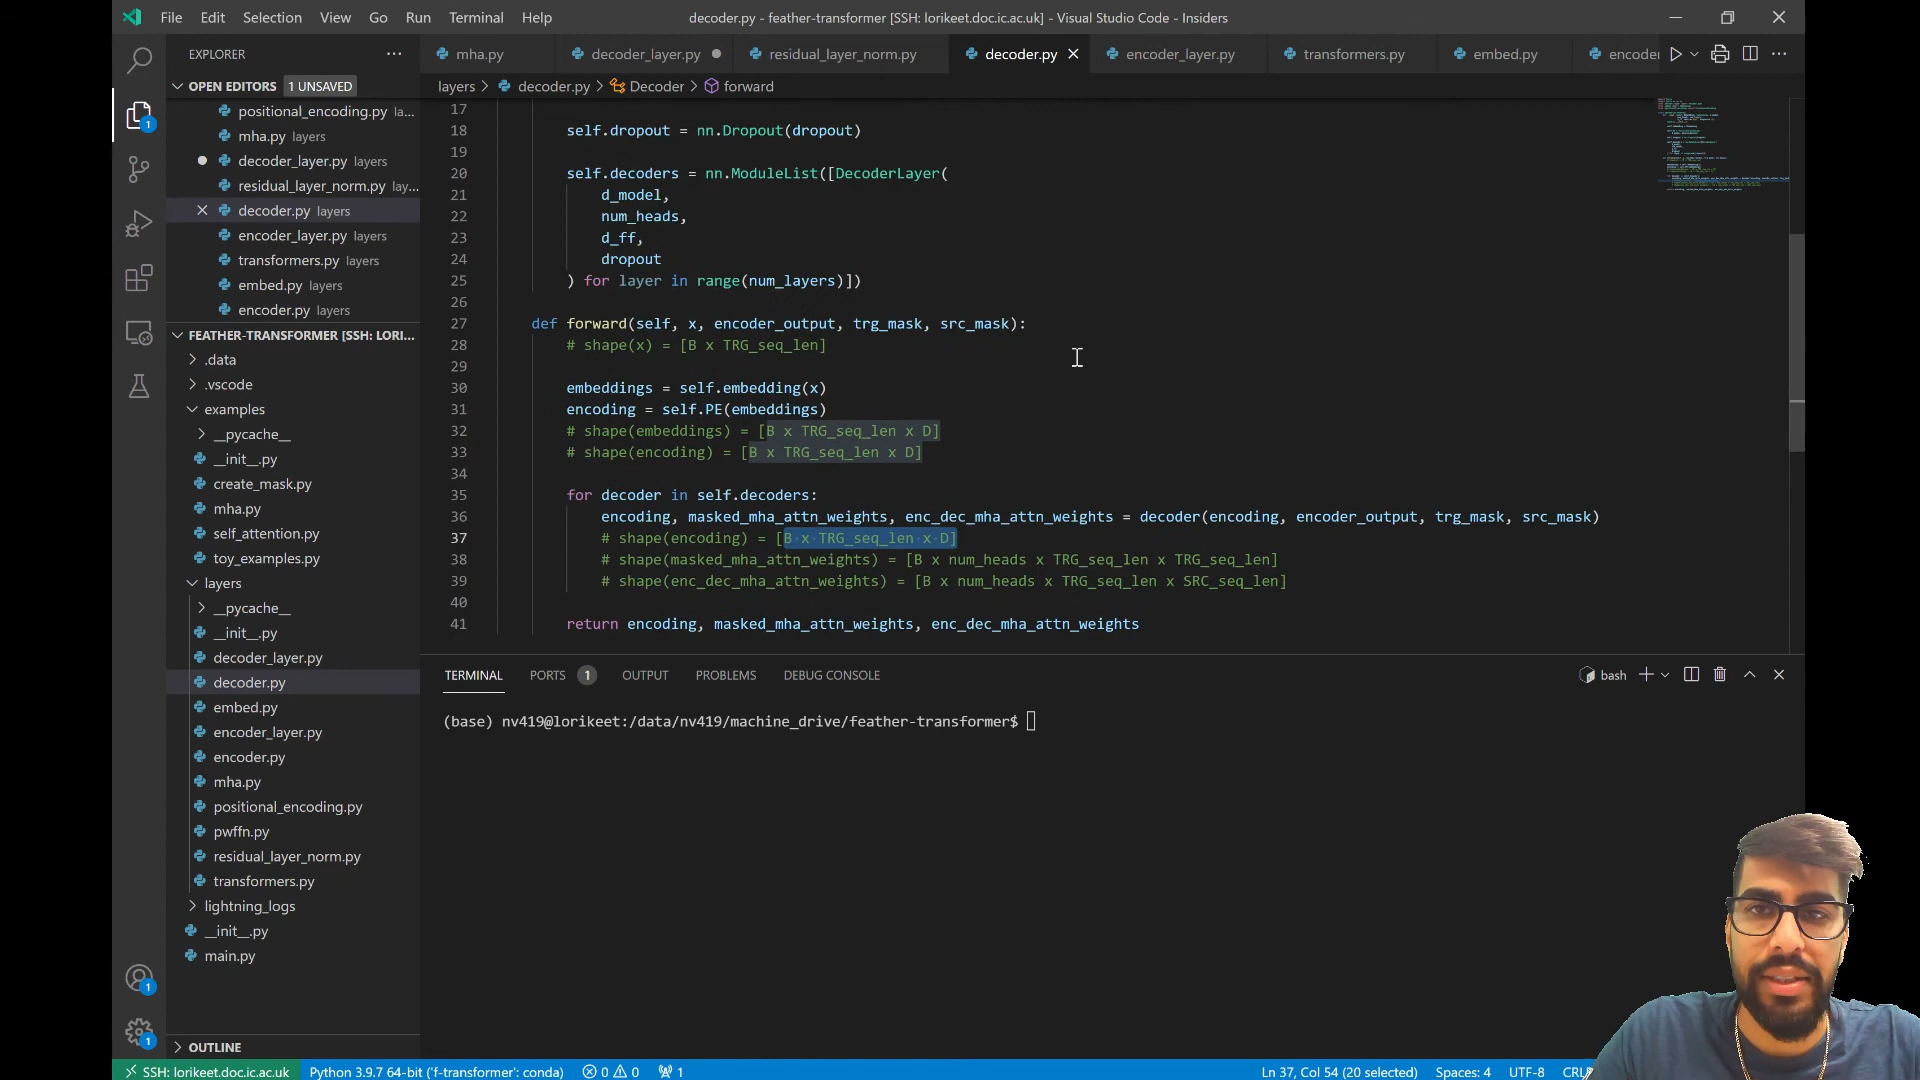 File Edit Selection View Go Run Terminal Help
decoder.py - feather-transformer [SSH: lorikeet.doc.ic.ac.uk] - Visual Studio Code - Insiders
EXPLORER
mha.py
decoder_layer.py
residual_layer_norm.py
decoder.py
encoder_layer.py
transformers.py
embed.py
encoder
layers > decoder.py > Decoder > forward
OPEN EDITORS 1 UNSAVED
positional_encoding.py la...
mha.py layers
decoder_layer.py layers
residual_layer_norm.py lay...
decoder.py layers
encoder_layer.py layers
transformers.py layers
embed.py layers
encoder.py layers
FEATHER-TRANSFORMER [SSH: LORI...
.data
.vscode
examples
__pycache__
__init__.py
create_mask.py
mha.py
self_attention.py
toy_examples.py
layers
__pycache__
__init__.py
decoder_layer.py
decoder.py
embed.py
encoder_layer.py
encoder.py
mha.py
positional_encoding.py
pwffn.py
residual_layer_norm.py
transformers.py
lightning_logs
__init__.py
main.py
OUTLINE
17
18 self.dropout = nn.Dropout(dropout)
19
20 self.decoders = nn.ModuleList([DecoderLayer(
21 d_model,
22 num_heads,
23 d_ff,
24 dropout
25 ) for layer in range(num_layers)])
26
27 def forward(self, x, encoder_output, trg_mask, src_mask):
28 # shape(x) = [B x TRG_seq_len]
29
30 embeddings = self.embedding(x)
31 encoding = self.PE(embeddings)
32 # shape(embeddings) = [B x TRG_seq_len x D]
33 # shape(encoding) = [B x TRG_seq_len x D]
34
35 for decoder in self.decoders:
36 encoding, masked_mha_attn_weights, enc_dec_mha_attn_weights = decoder(encoding, encoder_output, trg_mask, src_mask)
37 # shape(encoding) = [B x TRG_seq_len x D]
38 # shape(masked_mha_attn_weights) = [B x num_heads x TRG_seq_len x TRG_seq_len]
39 # shape(enc_dec_mha_attn_weights) = [B x num_heads x TRG_seq_len x SRC_seq_len]
40
41 return encoding, masked_mha_attn_weights, enc_dec_mha_attn_weights
TERMINAL PORTS 1 OUTPUT PROBLEMS DEBUG CONSOLE
bash
(base) nv419@lorikeet:/data/nv419/machine_drive/feather-transformer$
1
1
1
SSH: lorikeet.doc.ic.ac.uk Python 3.9.7 64-bit ('f-transformer': conda) 0 0 1 Ln 37, Col 54 (20 selected) Spaces: 4 UTF-8 CRL